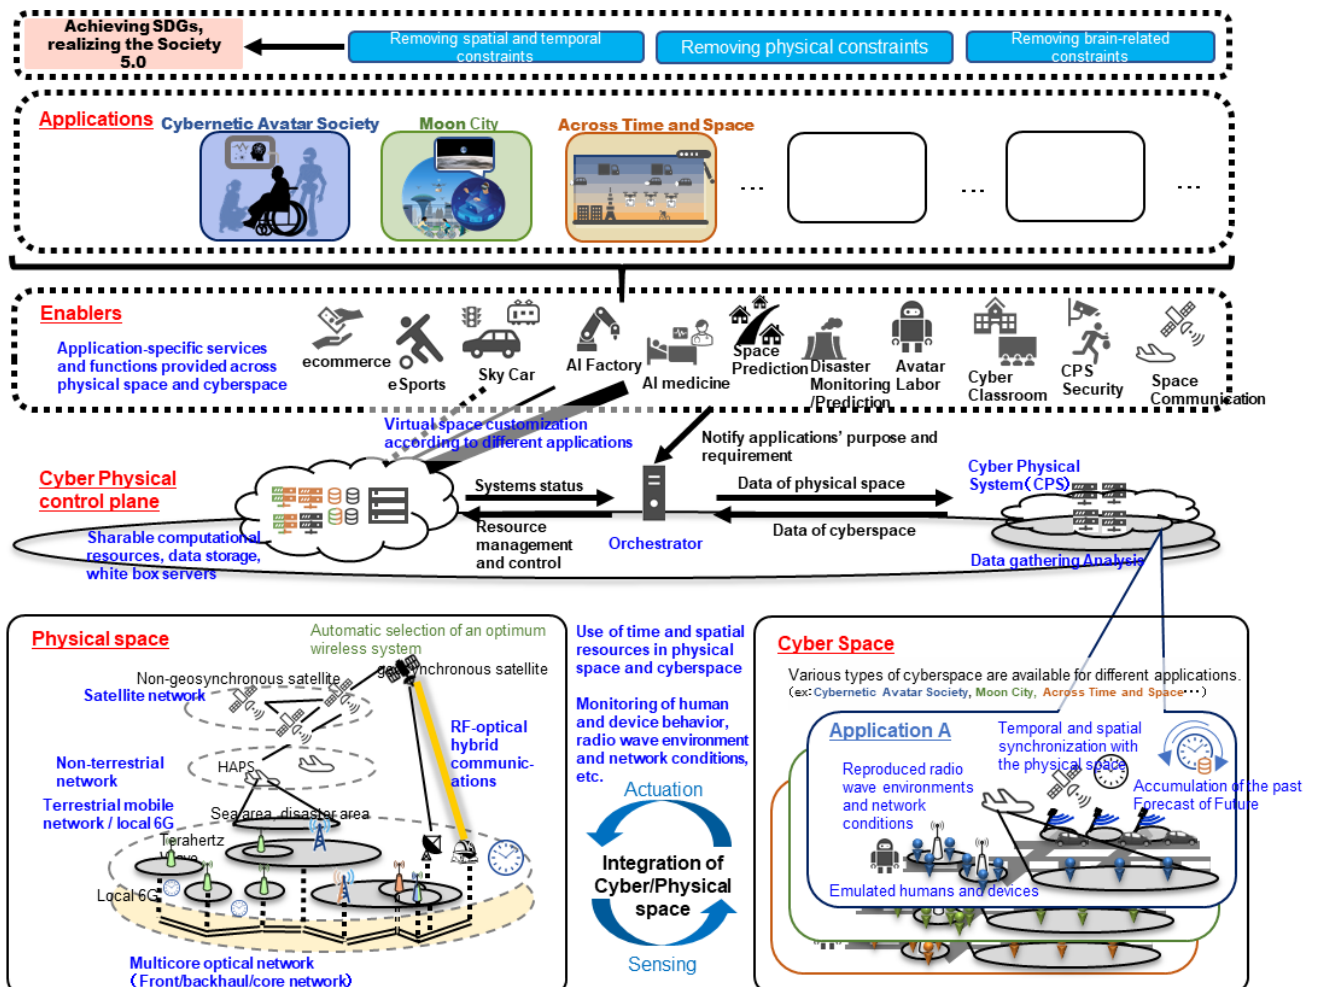 Achieving SDGs,
realizing the Society
5.0
Removing spatial and temporal
constraints
Removing physical constraints
Removing brain-related
constraints
Applications
Cybernetic Avatar Society
Moon City
Across Time and Space
...
...
...
Enablers
Application-specific services
and functions provided across
physical space and cyberspace
ecommerce
eSports
Sky Car
AI Factory
AI medicine
Space
Prediction
Disaster
Monitoring
/Prediction
Avatar
Labor
Cyber
Classroom
CPS
Security
Space
Communication
Virtual space customization
according to different applications
Notify applications' purpose and
requirement
Cyber Physical
control plane
Sharable computational
resources, data storage,
white box servers
Systems status
Resource
management
and control
Orchestrator
Data of physical space
Data of cyberspace
Cyber Physical
System(CPS)
Data gathering Analysis
Physical space
Automatic selection of an optimum
wireless system
geosynchronous satellite
Non-geosynchronous satellite
Satellite network
RF-optical
hybrid
communic-
ations
Non-terrestrial
network
HAPS
Terrestrial mobile
network / local 6G
Sea area, disaster area
Terahertz
Wave
Local 6G
Multicore optical network
(Front/backhaul/core network)
Use of time and spatial
resources in physical
space and cyberspace
Monitoring of human
and device behavior,
radio wave environment
and network conditions,
etc.
Actuation
Integration of
Cyber/Physical
space
Sensing
Cyber Space
Various types of cyberspace are available for different applications.
(ex:Cybernetic Avatar Society, Moon City, Across Time and Space…)
Application A
Temporal and spatial
synchronization with
the physical space
Reproduced radio
wave environments
and network
conditions
Accumulation of the past
Forecast of Future
Emulated humans and devices